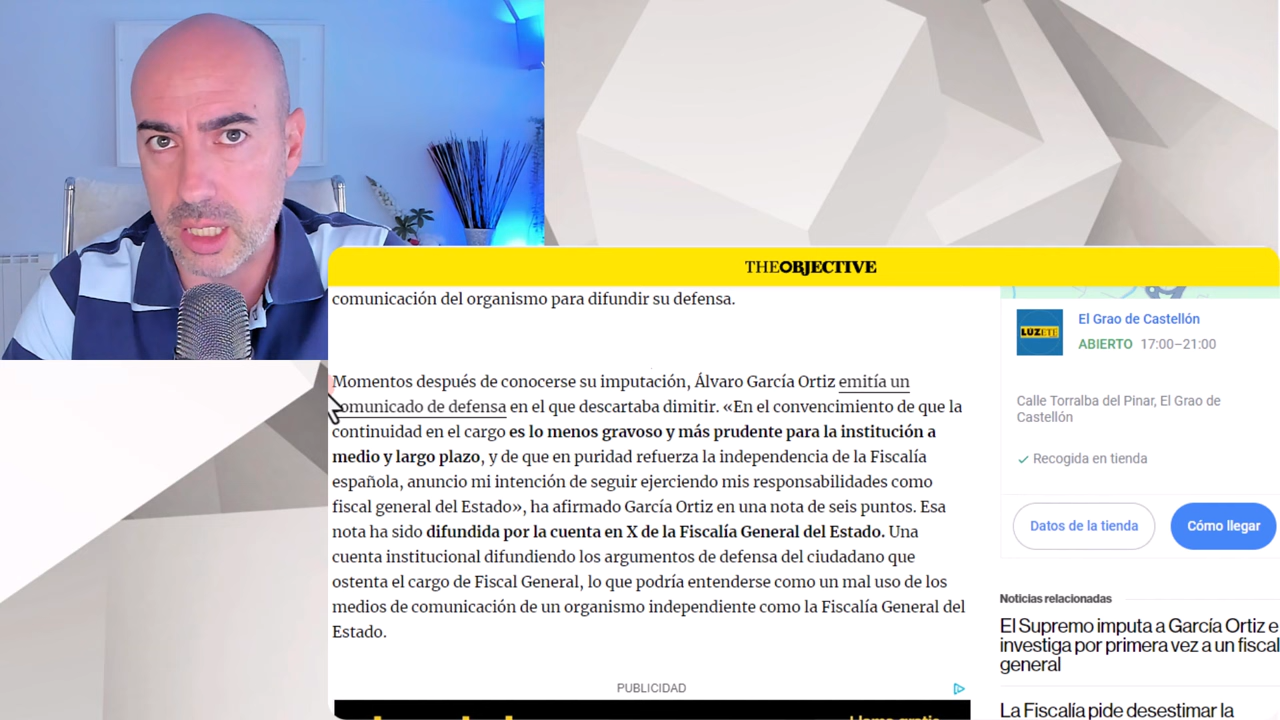 THEOBJECTIVE
comunicación del organismo para difundir su defensa.
Momentos después de conocerse su imputación, Álvaro García Ortiz emitía un
comunicado de defensa en el que descartaba dimitir. «En el convencimiento de que la
continuidad en el cargo es lo menos gravoso y más prudente para la institución a
medio y largo plazo, y de que en puridad refuerza la independencia de la Fiscalía
española, anuncio mi intención de seguir ejerciendo mis responsabilidades como
fiscal general del Estado», ha afirmado García Ortiz en una nota de seis puntos. Esa
nota ha sido difundida por la cuenta en X de la Fiscalía General del Estado. Una
cuenta institucional difundiendo los argumentos de defensa del ciudadano que
ostenta el cargo de Fiscal General, lo que podría entenderse como un mal uso de los
medios de comunicación de un organismo independiente como la Fiscalía General del
Estado.
PUBLICIDAD
El Grao de Castellón
ABIERTO 17:00–21:00
Calle Torralba del Pinar, El Grao de
Castellón
Recogida en tienda
Datos de la tienda
Cómo llegar
Noticias relacionadas
El Supremo imputa a García Ortiz e
investiga por primera vez a un fiscal
general
La Fiscalía pide desestimar la